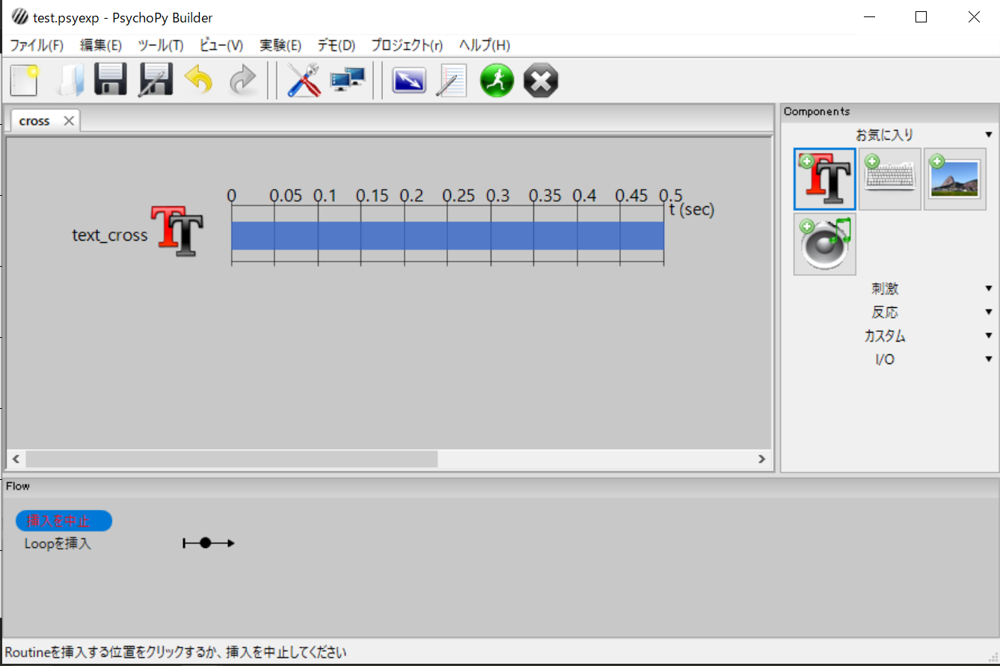 test.psyexp - PsychoPy Builder
ファイル(F) 編集(E) ツール(T) ビュー(V) 実験(E) デモ(D) プロジェクト(r) ヘルプ(H)
cross
Components
お気に入り
0 0.05 0.1 0.15 0.2 0.25 0.3 0.35 0.4 0.45 0.5
t (sec)
text_cross
刺激
反応
カスタム
I/O
Flow
挿入を中止
Loopを挿入
Routineを挿入する位置をクリックするか、挿入を中止してください